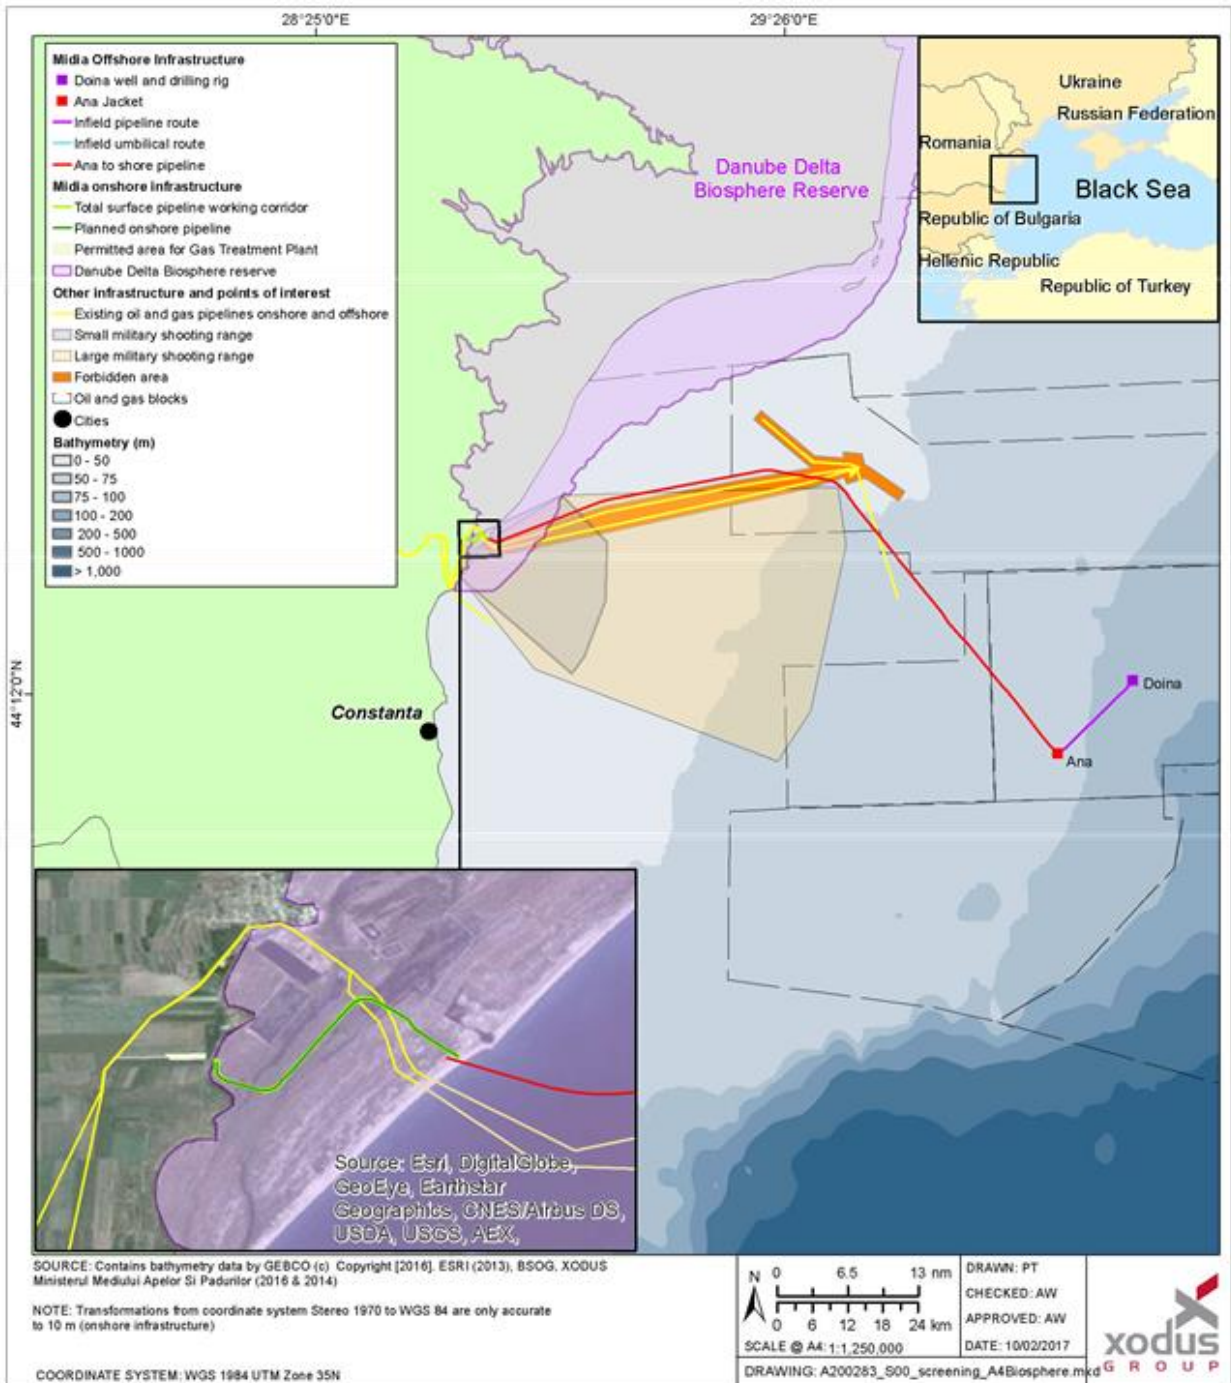 28°25'0"E
29°26'0"E
44°12'0"N
Midia Offshore Infrastructure
Doina well and drilling rig
Ana Jacket
Infield pipeline route
Infield umbilical route
Ana to shore pipeline
Midia onshore infrastructure
Total surface pipeline working corridor
Planned onshore pipeline
Permitted area for Gas Treatment Plant
Danube Delta Biosphere reserve
Other infrastructure and points of interest
Existing oil and gas pipelines onshore and offshore
Small military shooting range
Large military shooting range
Forbidden area
Oil and gas blocks
Cities
Bathymetry (m)
0 - 50
50 - 75
75 - 100
100 - 200
200 - 500
500 - 1000
> 1,000
Danube Delta
Biosphere Reserve
Ukraine
Russian Federation
Romania
Black Sea
Republic of Bulgaria
Hellenic Republic
Republic of Turkey
Constanta
Doina
Ana
Source: Esri, DigitalGlobe,
GeoEye, Earthstar
Geographics, CNES/Airbus DS,
USDA, USGS, AEX,
SOURCE: Contains bathymetry data by GEBCO (c) Copyright [2016]. ESRI (2013), BSOG, XODUS
Ministerul Mediului Apelor Si Padurilor (2016 & 2014)
NOTE: Transformations from coordinate system Stereo 1970 to WGS 84 are only accurate
to 10 m (onshore infrastructure)
COORDINATE SYSTEM: WGS 1984 UTM Zone 35N
N
0 6.5 13 nm
0 6 12 18 24 km
SCALE @ A4: 1:1,250,000
DRAWN: PT
CHECKED: AW
APPROVED: AW
DATE: 10/02/2017
DRAWING: A200283_S00_screening_A4Biosphere.mxd
xodus
GROUP